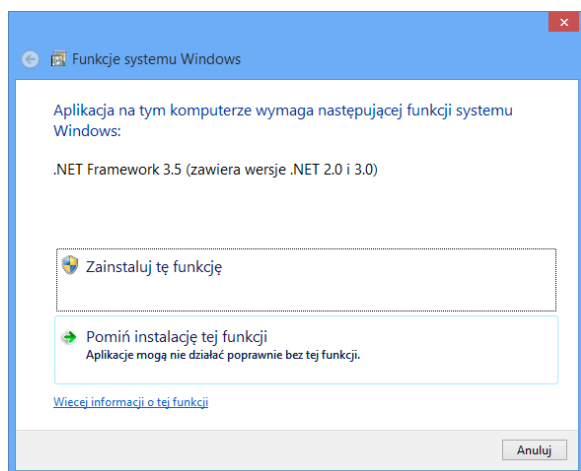 Funkcje systemu Windows
Aplikacja na tym komputerze wymaga następującej funkcji systemu
Windows:
.NET Framework 3.5 (zawiera wersje .NET 2.0 i 3.0)
Zainstaluj tę funkcję
Pomiń instalację tej funkcji
Aplikacje mogą nie działać poprawnie bez tej funkcji.
Więcej informacji o tej funkcji
Anuluj